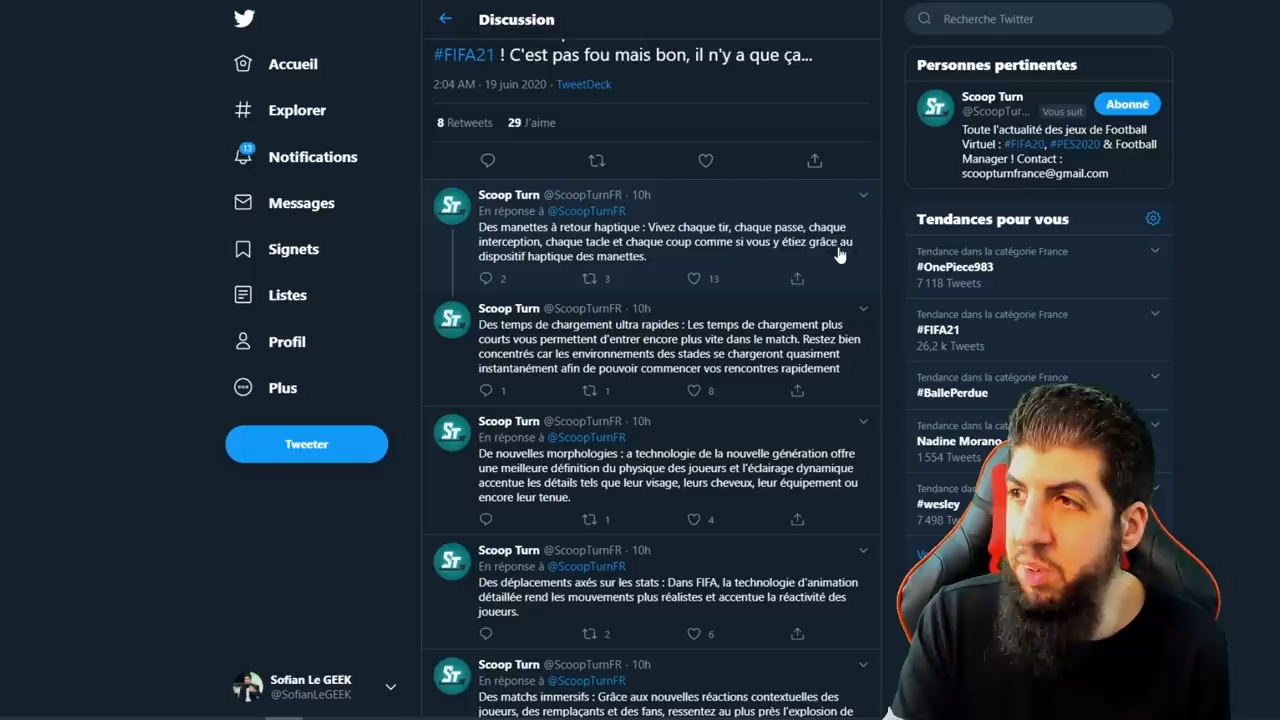 Accueil
Explorer
13
Notifications
Messages
Signets
Listes
Profil
Plus
Tweeter
Sofian Le GEEK
@SofianLeGEEK
Discussion
#FIFA21 ! C'est pas fou mais bon, il n'y a que ça...
2:04 AM · 19 juin 2020 · TweetDeck
8 Retweets 29 J'aime
Scoop Turn @ScoopTurnFR · 10h
En réponse à @ScoopTurnFR
Des manettes à retour haptique : Vivez chaque tir, chaque passe, chaque
interception, chaque tacle et chaque coup comme si vous y étiez grâce au
dispositif haptique des manettes.
2 3 13
Scoop Turn @ScoopTurnFR · 10h
Des temps de chargement ultra rapides : Les temps de chargement plus
courts vous permettent d'entrer encore plus vite dans le match. Restez bien
concentrés car les environnements des stades se chargeront quasiment
instantanément afin de pouvoir commencer vos rencontres rapidement
1 1 8
Scoop Turn @ScoopTurnFR · 10h
En réponse à @ScoopTurnFR
De nouvelles morphologies : a technologie de la nouvelle génération offre
une meilleure définition du physique des joueurs et l'éclairage dynamique
accentue les détails tels que leur visage, leurs cheveux, leur équipement ou
encore leur tenue.
1 4
Scoop Turn @ScoopTurnFR · 10h
En réponse à @ScoopTurnFR
Des déplacements axés sur les stats : Dans FIFA, la technologie d'animation
détaillée rend les mouvements plus réalistes et accentue la réactivité des
joueurs.
2 6
Scoop Turn @ScoopTurnFR · 10h
En réponse à @ScoopTurnFR
Des matchs immersifs : Grâce aux nouvelles réactions contextuelles des
joueurs, des remplaçants et des fans, ressentez au plus près l'explosion de
Recherche Twitter
Personnes pertinentes
Scoop Turn
@ScoopTur... Vous suit
Abonné
Toute l'actualité des jeux de Football
Virtuel : #FIFA20, #PES2020 & Football
Manager ! Contact :
scoopturnfrance@gmail.com
Tendances pour vous
Tendance dans la catégorie France
#OnePiece983
7 118 Tweets
Tendance dans la catégorie France
#FIFA21
26,2 k Tweets
Tendance dans la catégorie France
#BallePerdue
Tendance dans la cat
Nadine Morano
1 554 Tweets
Tendance dan
#wesley
7 498 Twee